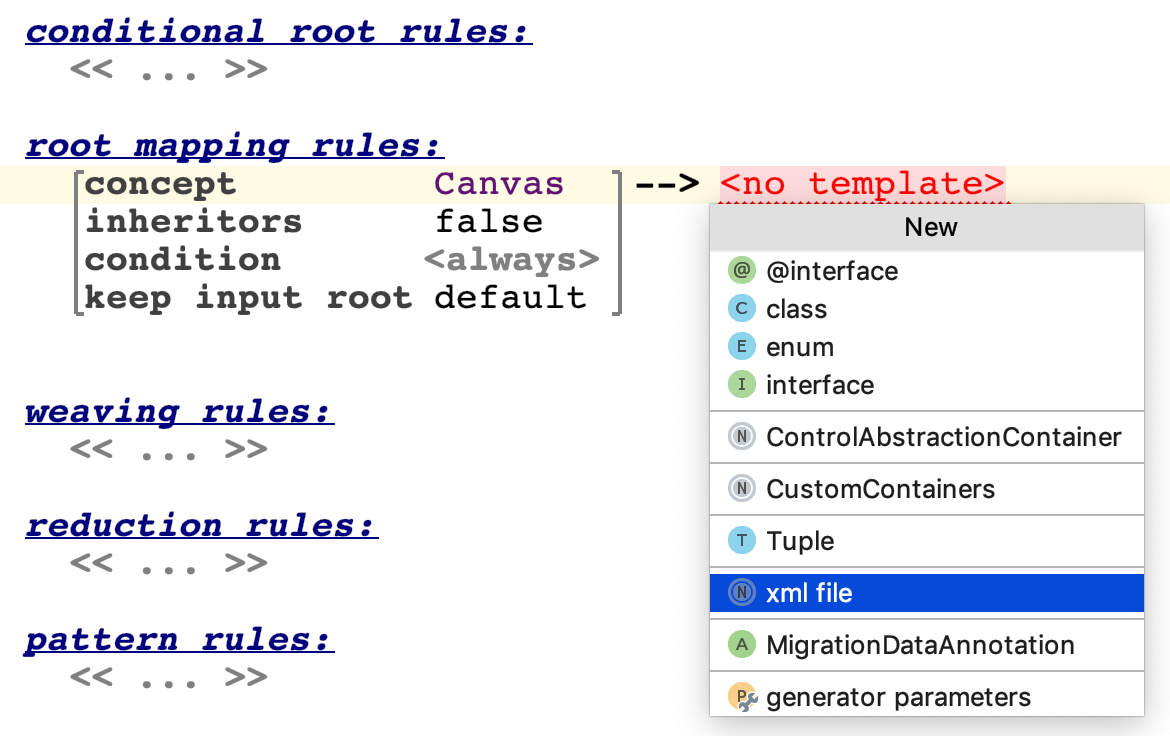 conditional root rules:
<< ... >>
root mapping rules:
concept Canvas --> <no template>
inheritors false
condition <always>
keep input root default
weaving rules:
<< ... >>
reduction rules:
<< ... >>
pattern rules:
<< ... >>
New
@ @interface
C class
E enum
I interface
N ControlAbstractionContainer
N CustomContainers
T Tuple
N xml file
A MigrationDataAnnotation
P generator parameters